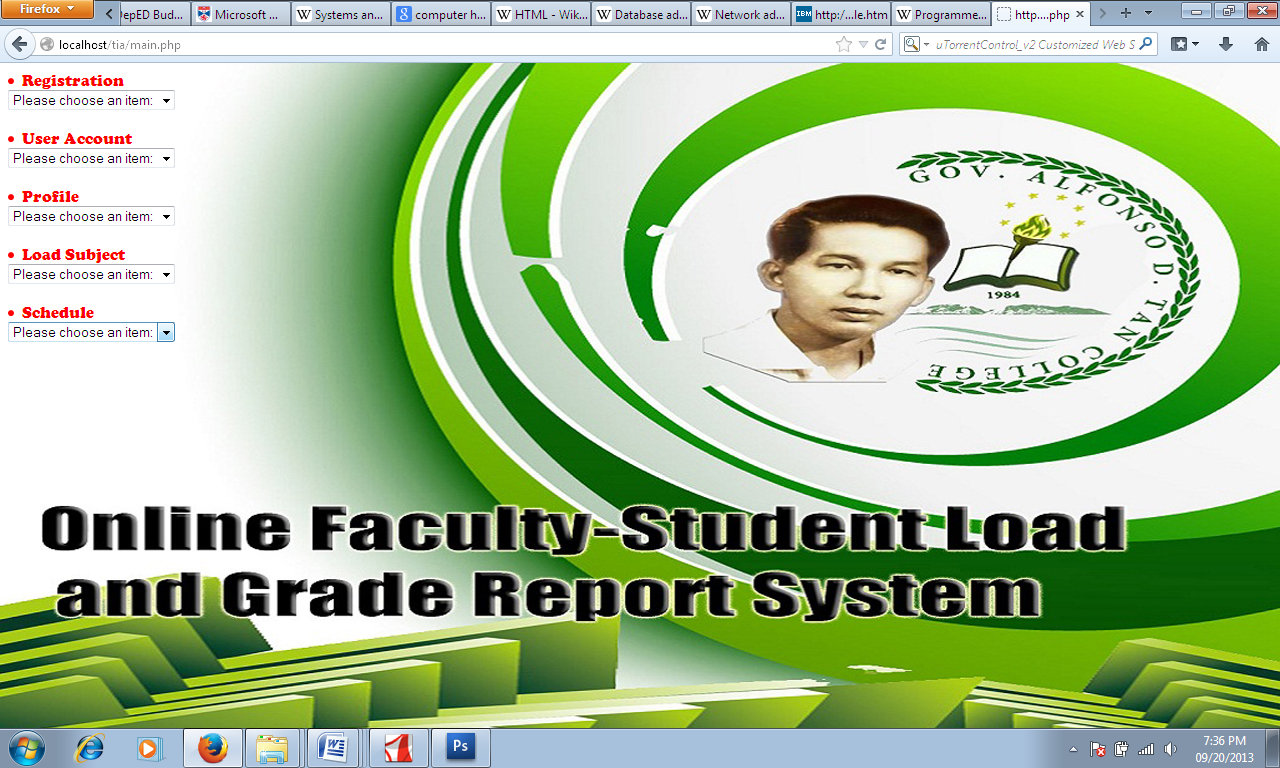 Firefox
DepED Bud...
Microsoft ...
Systems an...
computer h...
HTML - Wik...
Database ad...
Network ad...
http:/...le.htm
Programme...
http....php
localhost/tia/main.php
uTorrentControl_v2 Customized Web S
Registration
Please choose an item:
User Account
Please choose an item:
Profile
Please choose an item:
Load Subject
Please choose an item:
Schedule
Please choose an item:
GOV. ALFONSO D. TAN COLLEGE
1984
Online Faculty-Student Load
and Grade Report System
Ps
7:36 PM
09/20/2013